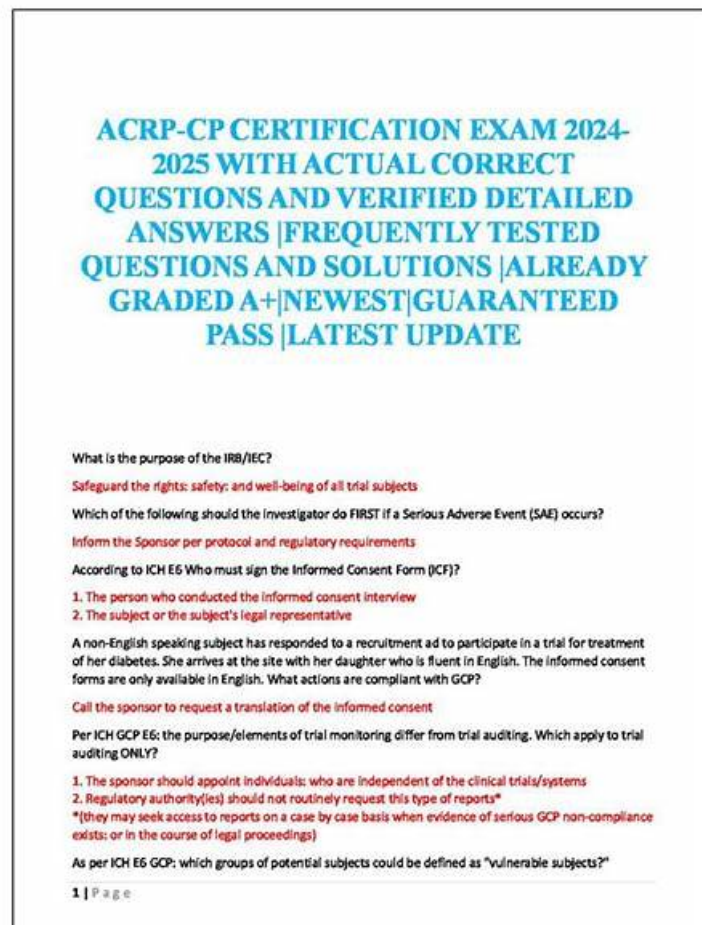 ACRP-CP CERTIFICATION EXAM 2024-
2025 WITH ACTUAL CORRECT
QUESTIONS AND VERIFIED DETAILED
ANSWERS |FREQUENTLY TESTED
QUESTIONS AND SOLUTIONS |ALREADY
GRADED A+|NEWEST|GUARANTEED
PASS |LATEST UPDATE
What is the purpose of the IRB/IEC?
Safeguard the rights; safety; and well-being of all trial subjects
Which of the following should the investigator do FIRST if a Serious Adverse Event (SAE) occurs?
Inform the Sponsor per protocol and regulatory requirements
According to ICH E6 Who must sign the Informed Consent Form (ICF)?
1. The person who conducted the informed consent interview
2. The subject or the subject's legal representative
A non-English speaking subject has responded to a recruitment ad to participate in a trial for treatment
of her diabetes. She arrives at the site with her daughter who is fluent in English. The informed consent
forms are only available in English. What actions are compliant with GCP?
Call the sponsor to request a translation of the informed consent
Per ICH GCP E6; the purpose/elements of trial monitoring differ from trial auditing. Which apply to trial
auditing ONLY?
1. The sponsor should appoint individuals; who are independent of the clinical trials/systems
2. Regulatory authority(ies) should not routinely request this type of reports*
*(they may seek access to reports on a case by case basis when evidence of serious GCP non-compliance
exists; or in the course of legal proceedings)
As per ICH E6 GCP; which groups of potential subjects could be defined as "vulnerable subjects?"
1 | Page